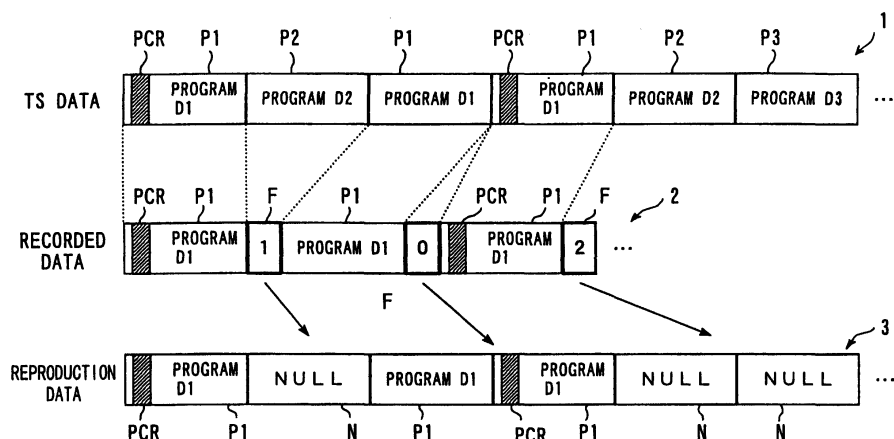 PCR P1 P2 P1 PCR P1 P2 P3 1
TS DATA PROGRAM D1 PROGRAM D2 PROGRAM D1 PROGRAM D1 PROGRAM D2 PROGRAM D3 ...
PCR P1 F P1 PCR P1 F 2
RECORDED DATA PROGRAM D1 1 PROGRAM D1 0 PROGRAM D1 2 ...
F
3
REPRODUCTION DATA PROGRAM D1 NULL PROGRAM D1 PROGRAM D1 NULL NULL ...
PCR P1 N P1 PCR P1 N N